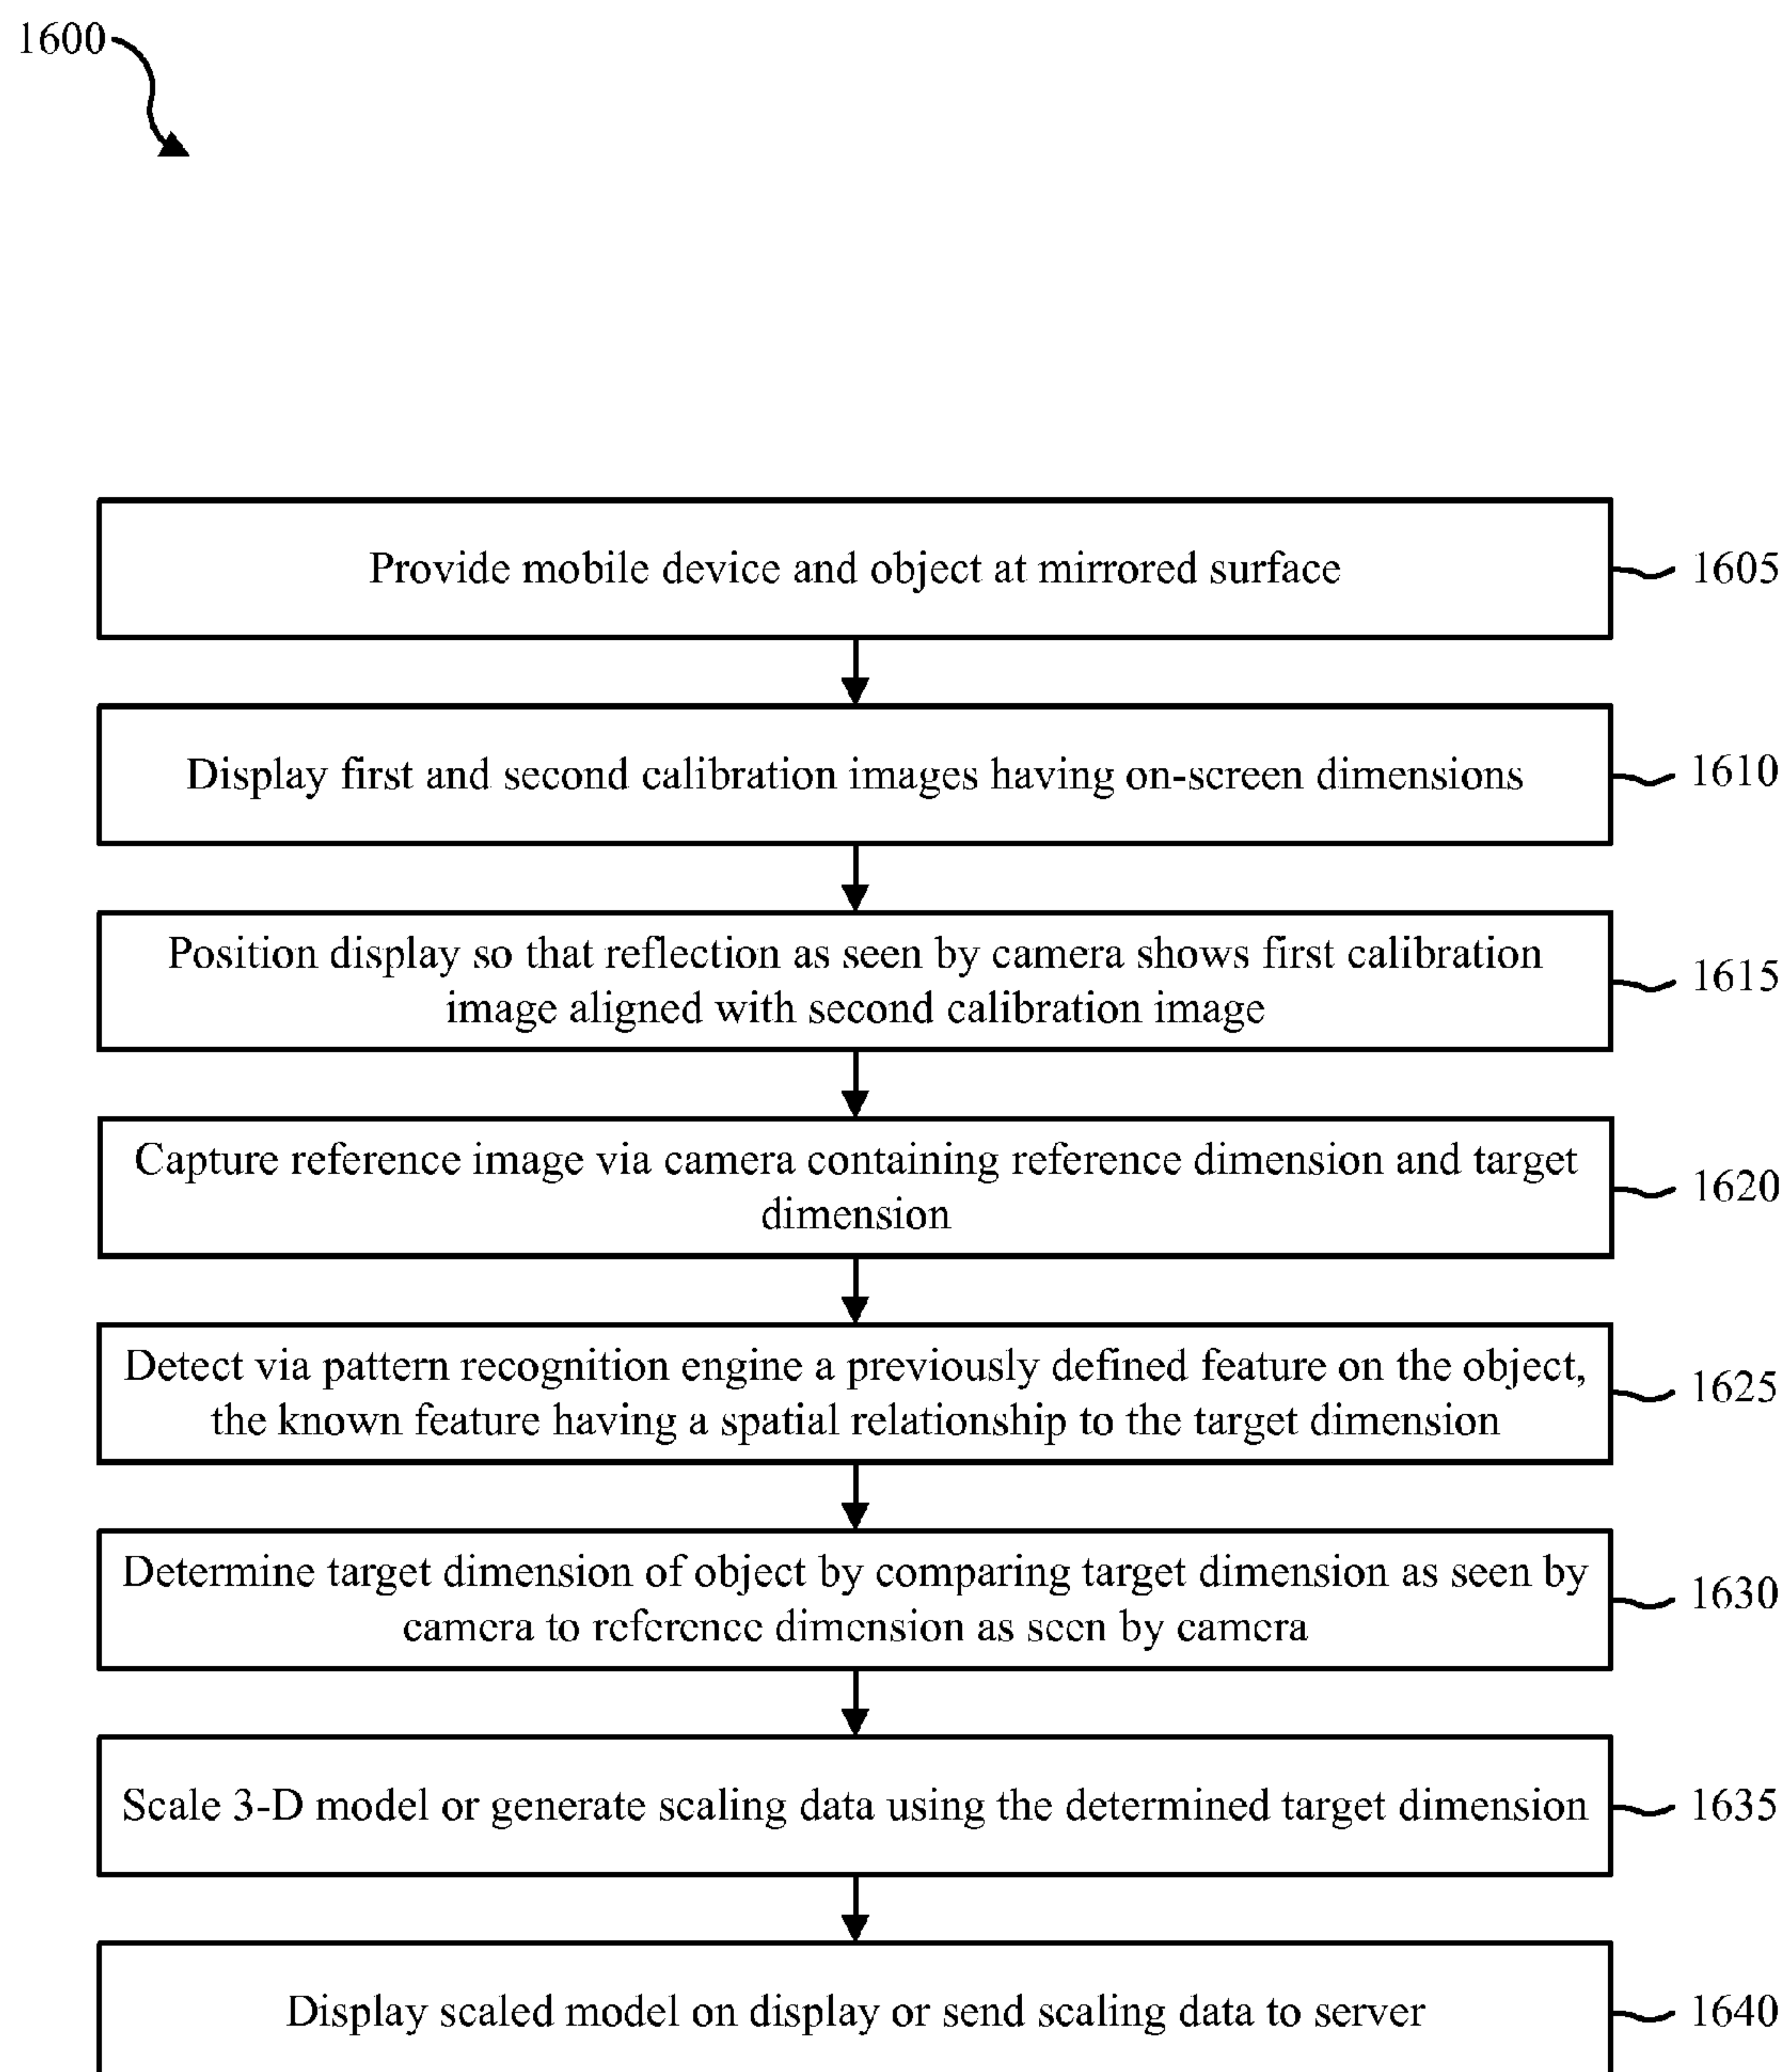 1600
Provide mobile device and object at mirrored surface
1605
Display first and second calibration images having on-screen dimensions
1610
Position display so that reflection as seen by camera shows first calibration
image aligned with second calibration image
1615
Capture reference image via camera containing reference dimension and target
dimension
1620
Detect via pattern recognition engine a previously defined feature on the object,
the known feature having a spatial relationship to the target dimension
1625
Determine target dimension of object by comparing target dimension as seen by
camera to reference dimension as seen by camera
1630
Scale 3-D model or generate scaling data using the determined target dimension
1635
Display scaled model on display or send scaling data to server
1640